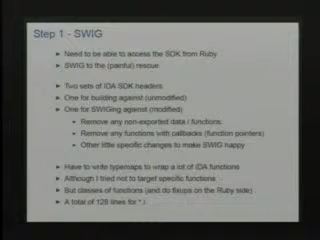 Step 1 - SWIG
Need to be able to access the SDK from Ruby
SWIG to the (painful) rescue
Two sets of IDA SDK headers
One for building against (unmodified)
One for SWIGing against (modified)
Remove any non-exported data / functions.
Remove any functions with callbacks (function pointers)
Other little specific changes to make SWIG happy
Have to write typemaps to wrap a lot of IDA functions
Although I tried not to target specific functions
But classes of functions (and do fixups on the Ruby side)
A total of 128 lines for *.i